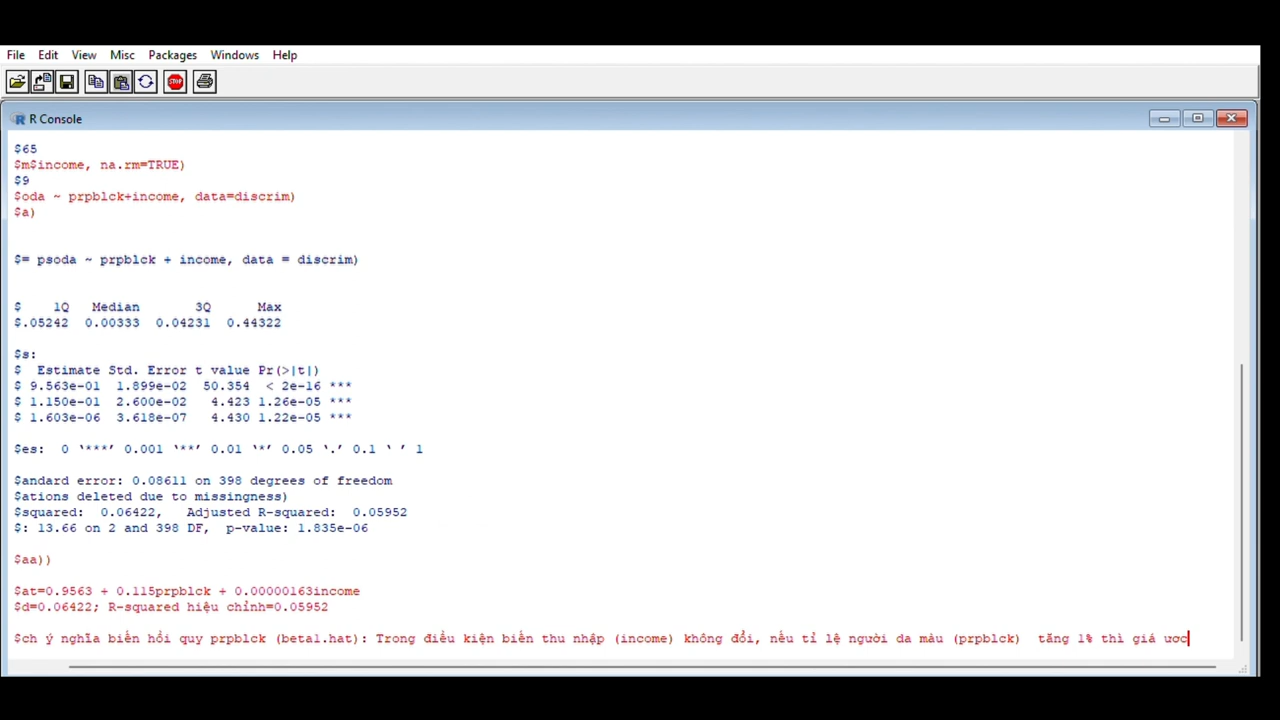 File Edit View Misc Packages Windows Help
STOP
R Console
$65
$m$income, na.rm=TRUE)
$9
$oda ~ prpblck+income, data=discrim)
$a)
$= psoda ~ prpblck + income, data = discrim)
$ 1Q Median 3Q Max
$.05242 0.00333 0.04231 0.44322
$s:
$ Estimate Std. Error t value Pr(>|t|)
$ 9.563e-01 1.899e-02 50.354 < 2e-16 ***
$ 1.150e-01 2.600e-02 4.423 1.26e-05 ***
$ 1.603e-06 3.618e-07 4.430 1.22e-05 ***
$es: 0 ‘***’ 0.001 ‘**’ 0.01 ‘*’ 0.05 ‘.’ 0.1 ‘ ’ 1
$andard error: 0.08611 on 398 degrees of freedom
$ations deleted due to missingness)
$squared: 0.06422, Adjusted R-squared: 0.05952
$: 13.66 on 2 and 398 DF, p-value: 1.835e-06
$aa))
$at=0.9563 + 0.115prpblck + 0.00000163income
$d=0.06422; R-squared hiệu chỉnh=0.05952
$ch ý nghĩa biến hồi quy prpblck (beta1.hat): Trong điều kiện biến thu nhập (income) không đổi, nếu tỉ lệ người da màu (prpblck) tăng 1% thì giá ươc